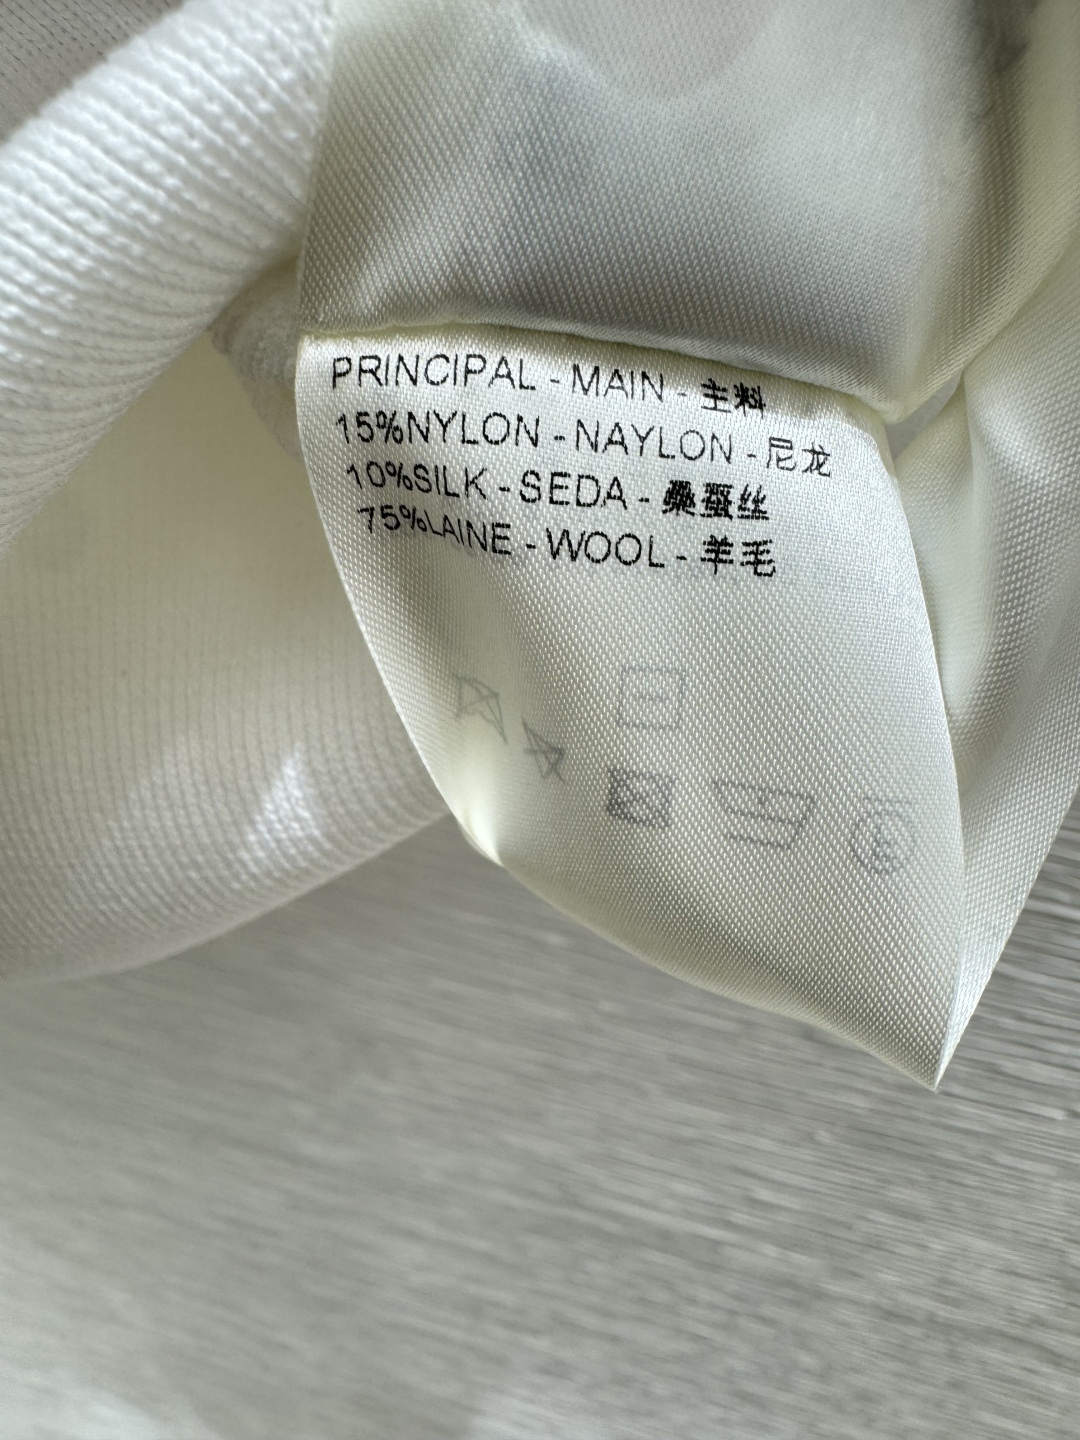 PRINCIPAL - MAIN - 主料
15%NYLON - NAYLON - 尼龙
10%SILK - SEDA - 桑蚕丝
75%LAINE - WOOL - 羊毛